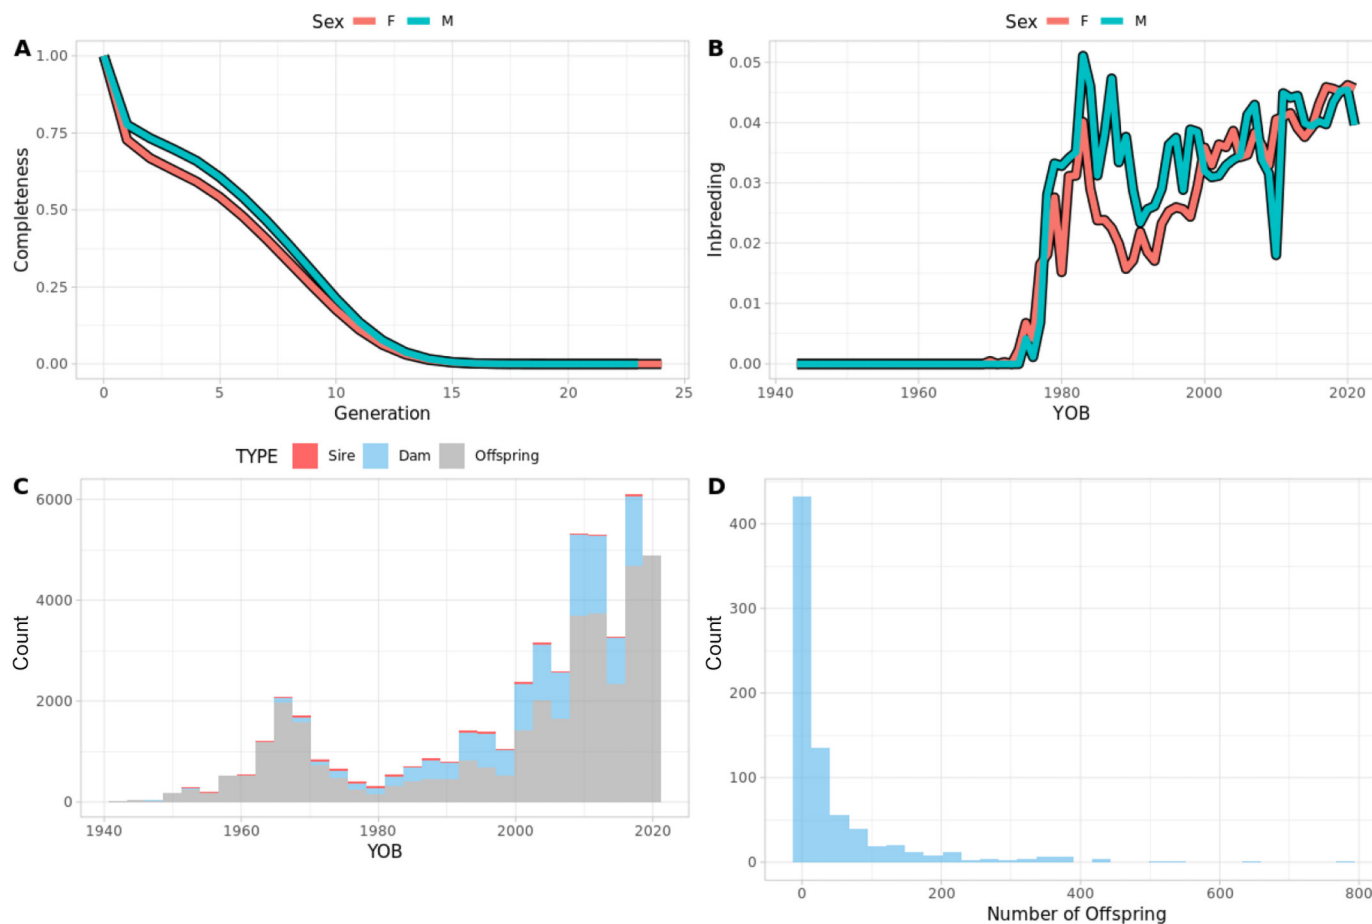 Sex F M
A
1.00
0.75
0.50
0.25
0.00
Completeness
0 5 10 15 20 25
Generation
Sex F M
B
0.05
0.04
0.03
0.02
0.01
0.00
Inbreeding
1940 1960 1980 2000 2020
YOB
TYPE Sire Dam Offspring
C
6000
4000
2000
0
Count
1940 1960 1980 2000 2020
YOB
D
400
300
200
100
0
Count
0 200 400 600 800
Number of Offspring